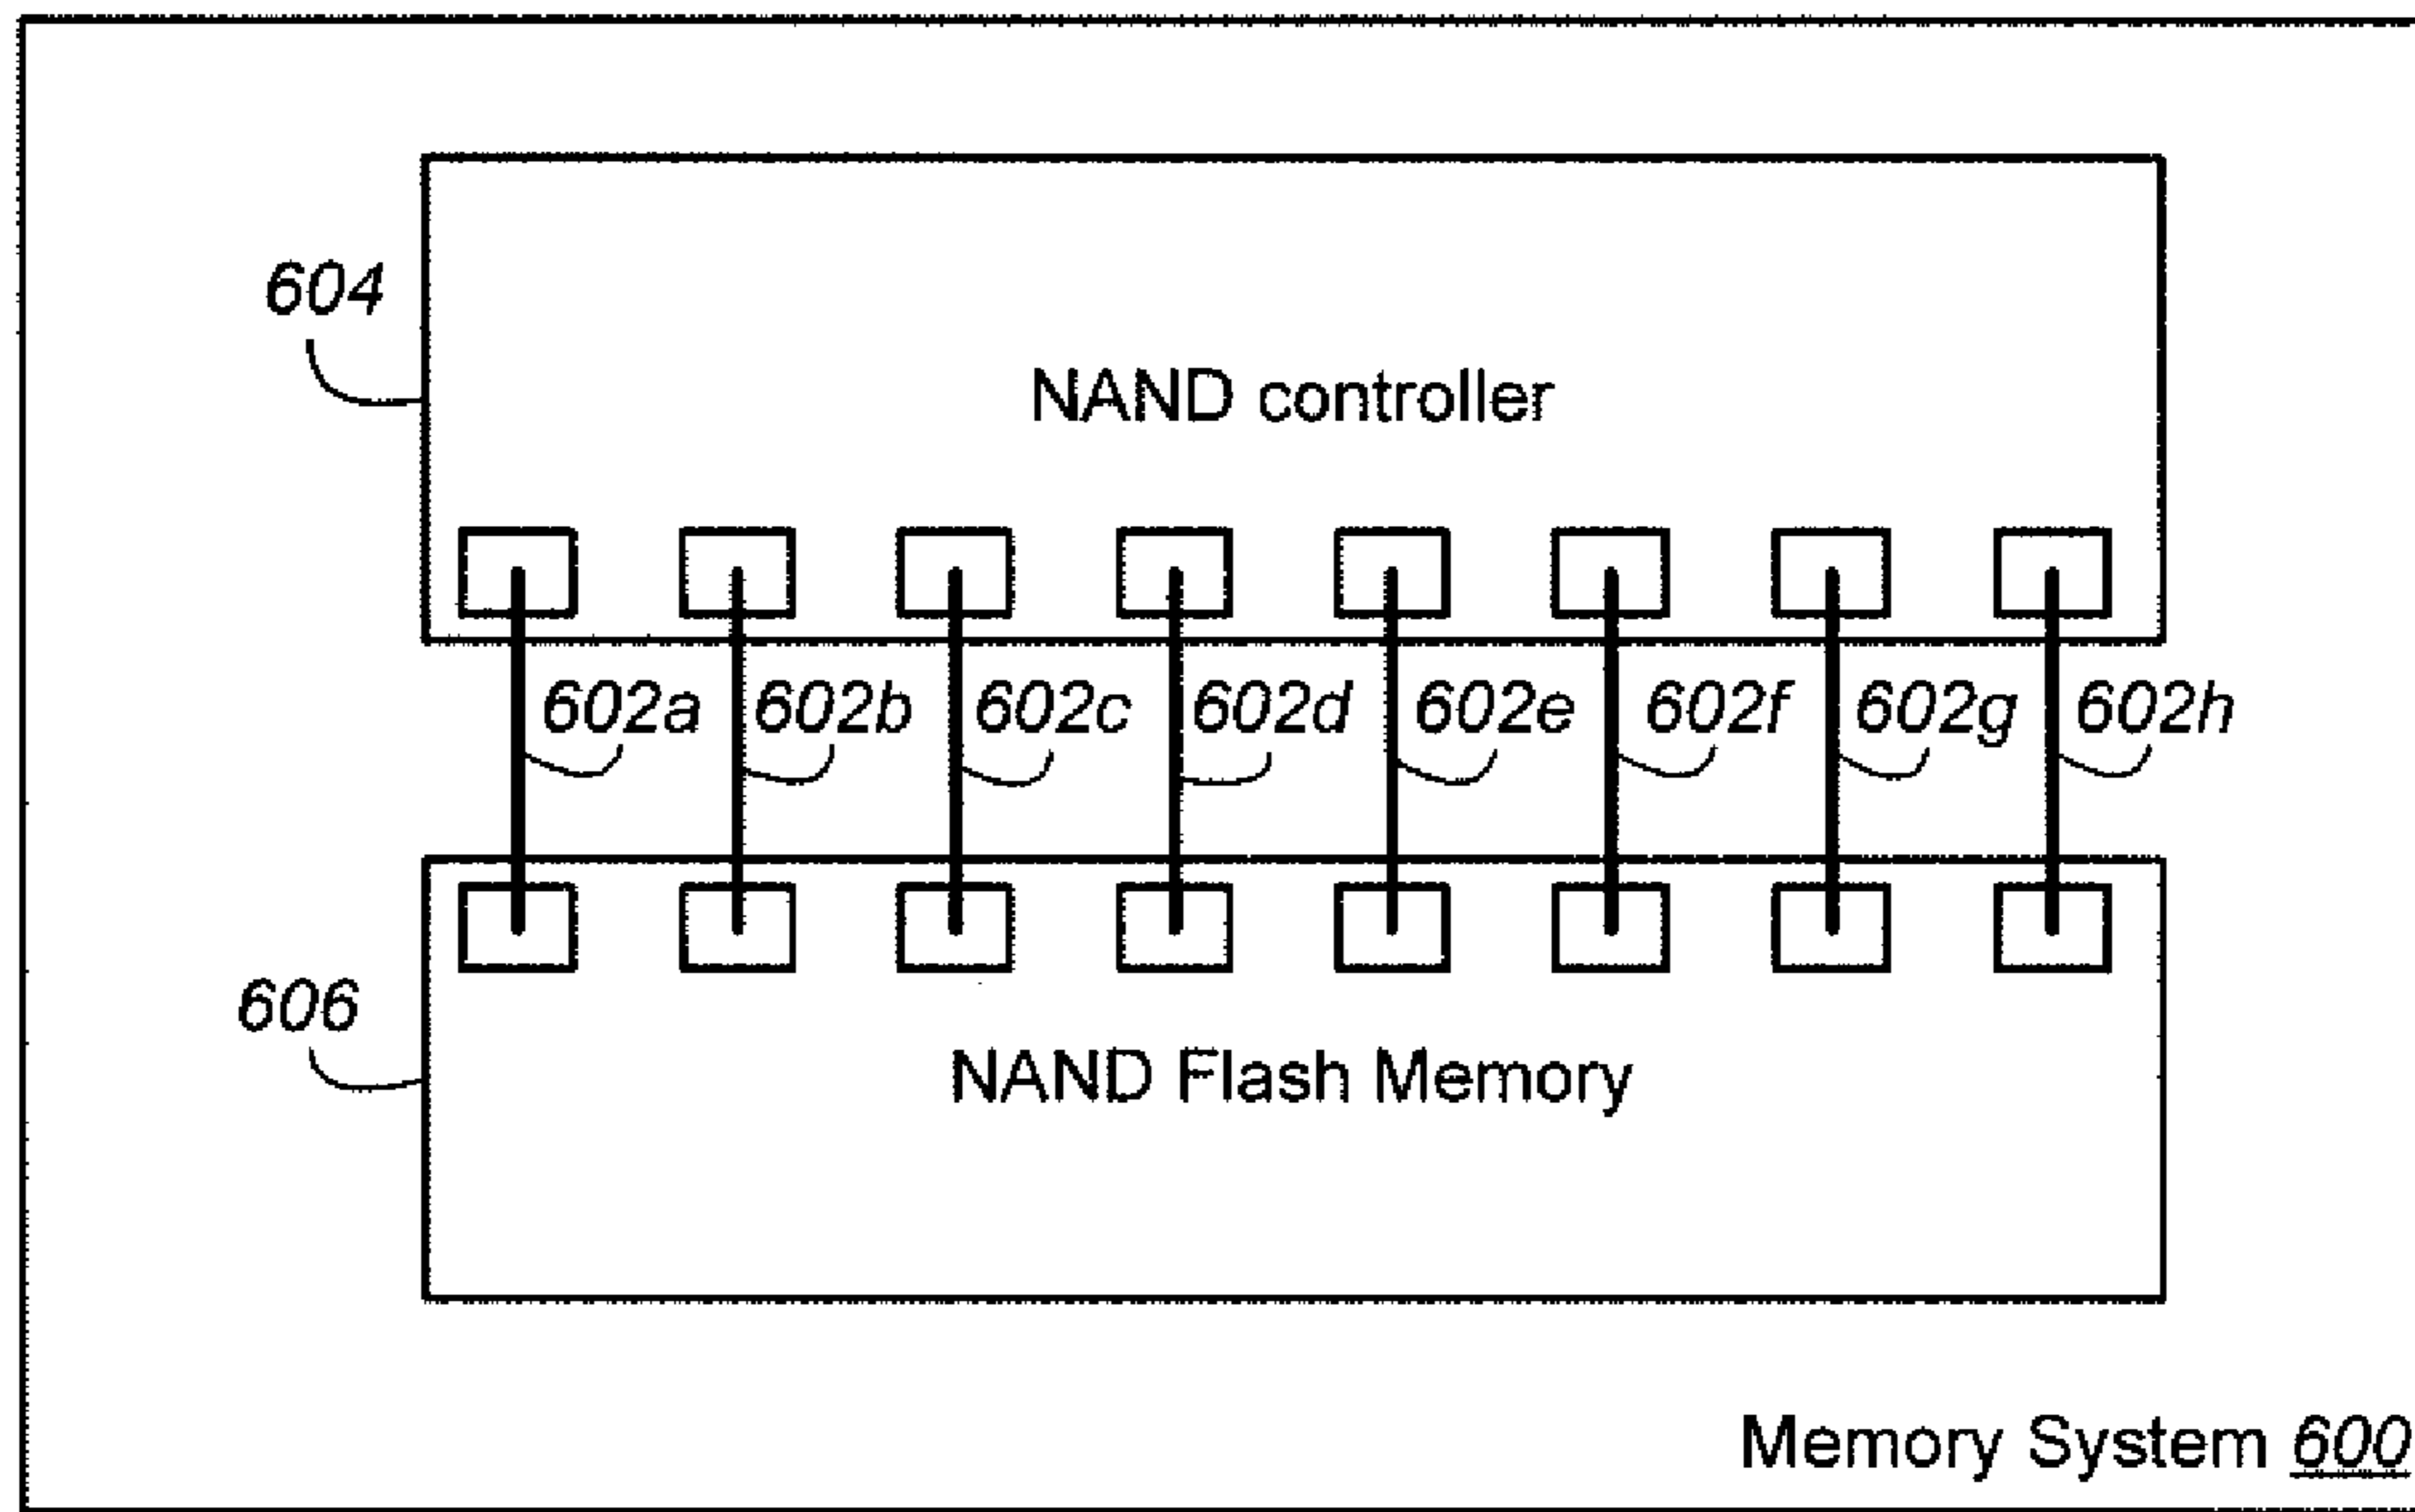 604
NAND controller
602a 602b 602c 602d 602e 602f 602g 602h
606
NAND Flash Memory
Memory System 600